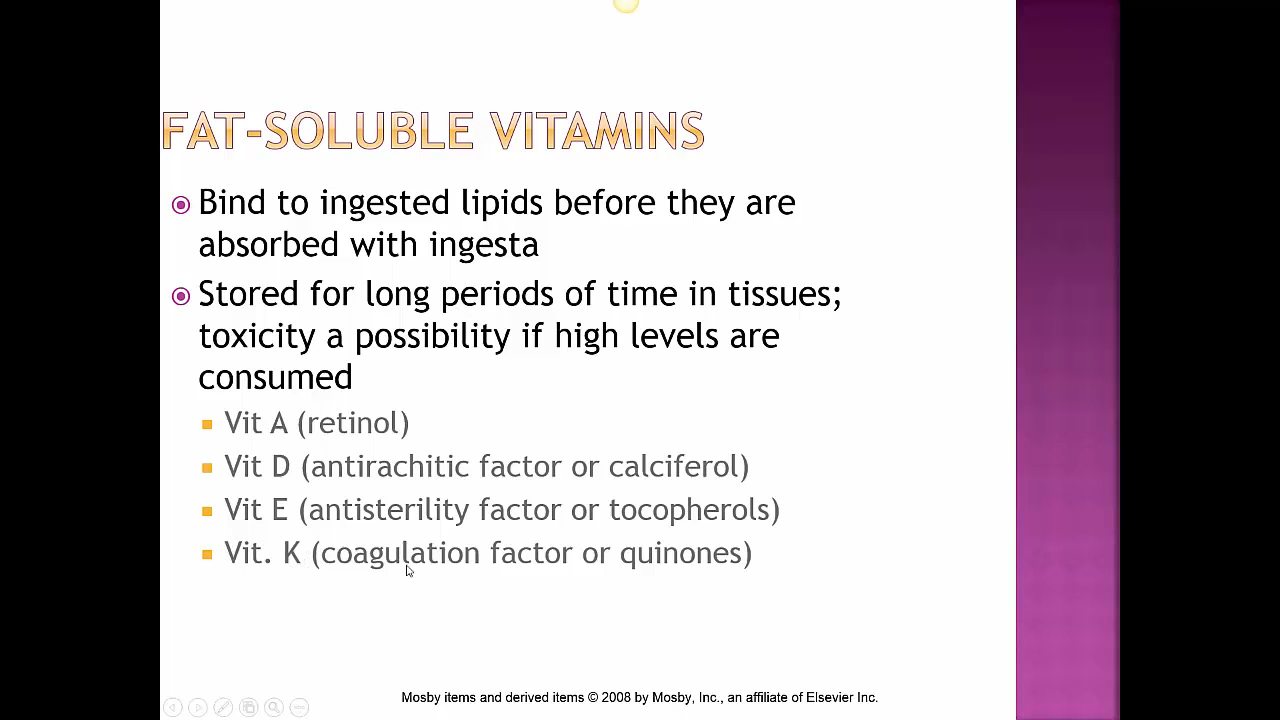 FAT-SOLUBLE VITAMINS
Bind to ingested lipids before they are
absorbed with ingesta
Stored for long periods of time in tissues;
toxicity a possibility if high levels are
consumed
Vit A (retinol)
Vit D (antirachitic factor or calciferol)
Vit E (antisterility factor or tocopherols)
Vit. K (coagulation factor or quinones)
Mosby items and derived items © 2008 by Mosby, Inc., an affiliate of Elsevier Inc.